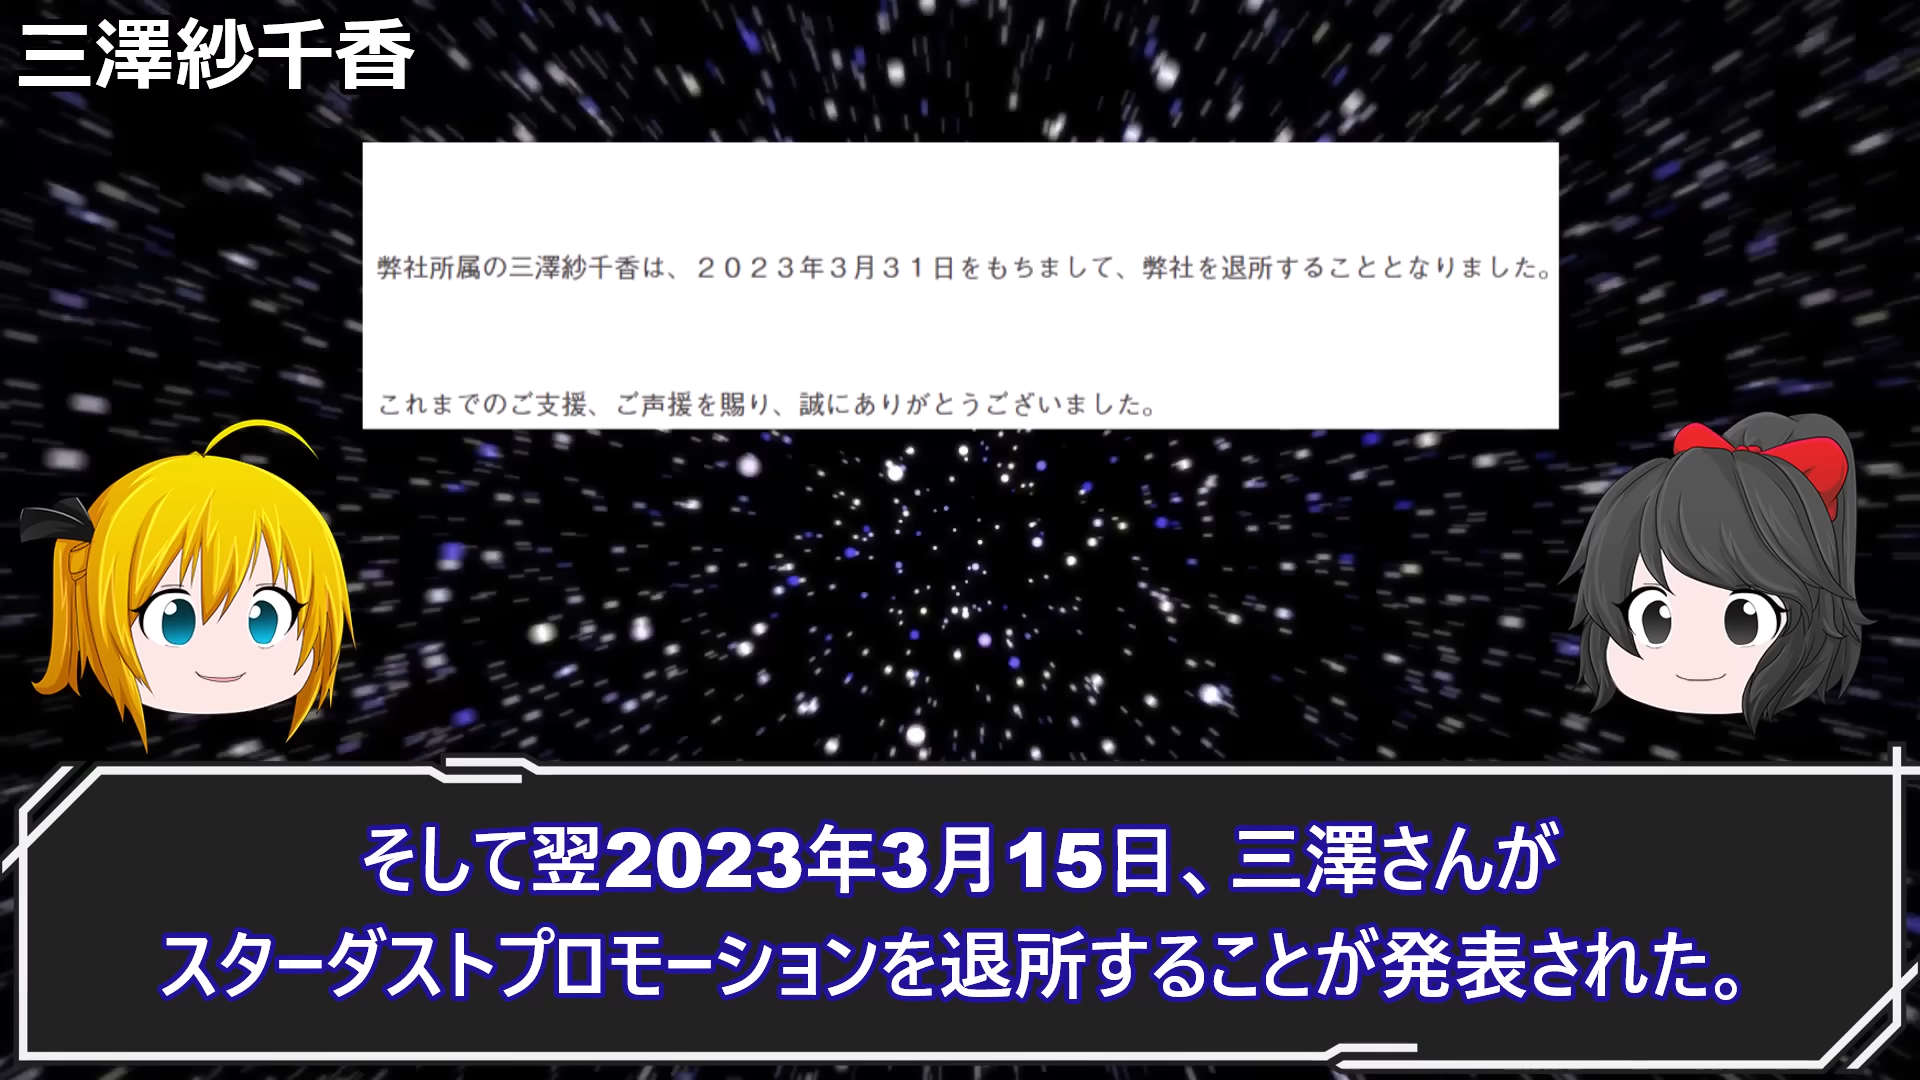 三澤紗千香
弊社所属の三澤紗千香は、２０２３年３月３１日をもちまして、弊社を退所することとなりました。
これまでのご支援、ご声援を賜り、誠にありがとうございました。
そして翌2023年3月15日、三澤さんが
スターダストプロモーションを退所することが発表された。